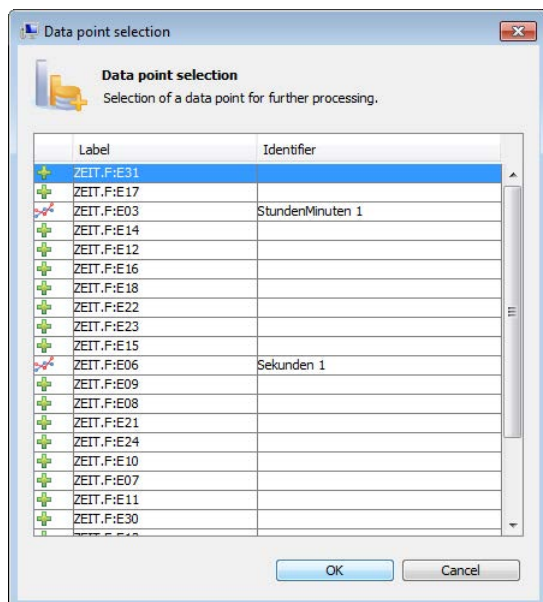 Data point selection
Data point selection
Selection of a data point for further processing.
Label Identifier
ZEIT.F:E31
ZEIT.F:E17
ZEIT.F:E03 StundenMinuten 1
ZEIT.F:E14
ZEIT.F:E12
ZEIT.F:E16
ZEIT.F:E18
ZEIT.F:E22
ZEIT.F:E23
ZEIT.F:E15
ZEIT.F:E06 Sekunden 1
ZEIT.F:E09
ZEIT.F:E08
ZEIT.F:E21
ZEIT.F:E24
ZEIT.F:E10
ZEIT.F:E07
ZEIT.F:E11
ZEIT.F:E30
OK Cancel